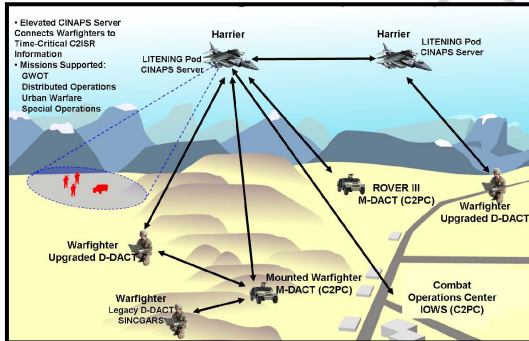 • Elevated CINAPS Server
Connects Warfighters to
Time-Critical C2ISR
Information
• Missions Supported:
GWOT
Distributed Operations
Urban Warfare
Special Operations
Harrier
LITENING Pod
CINAPS Server
Harrier
LITENING Pod
CINAPS Server
ROVER III
M-DACT (C2PC)
Warfighter
Upgraded D-DACT
Warfighter
Upgraded D-DACT
Mounted Warfighter
M-DACT (C2PC)
Warfighter
Legacy D-DACT
SINCGARS
Combat
Operations Center
IOWS (C2PC)